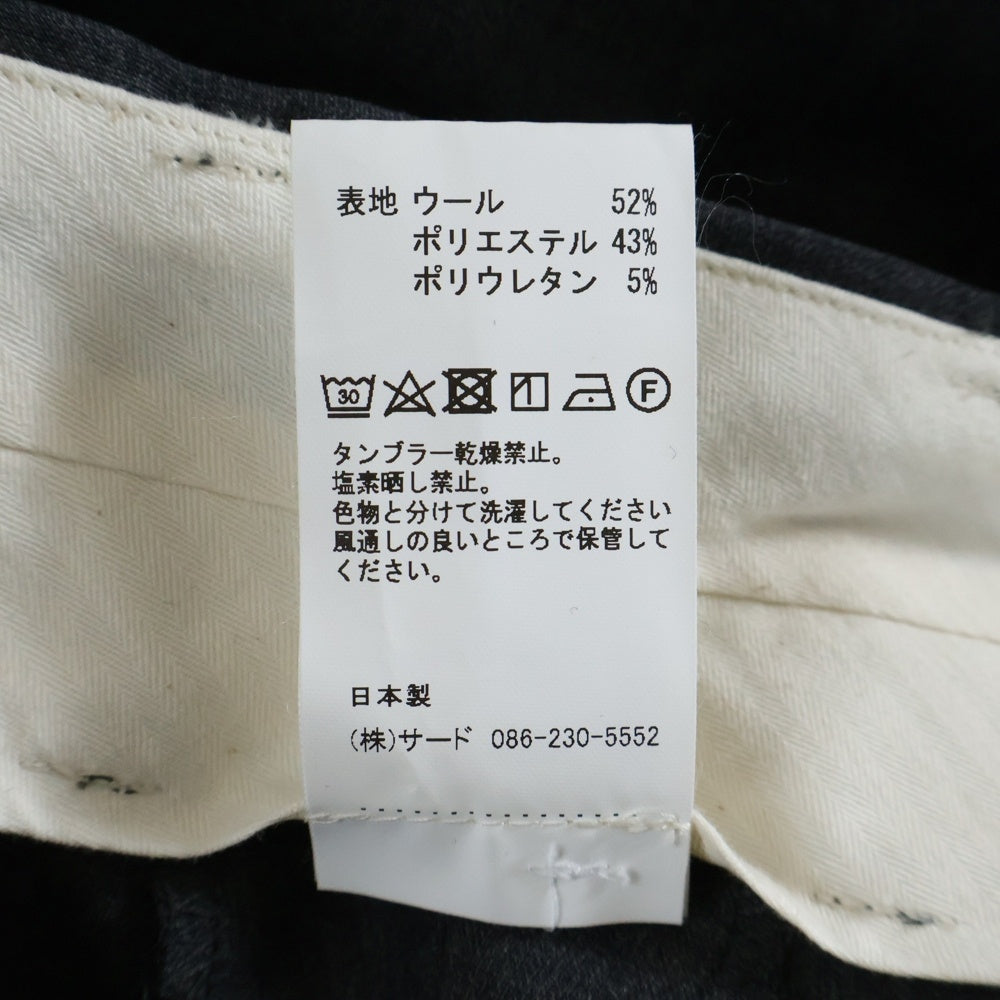 表地 ウール 52%
ポリエステル 43%
ポリウレタン 5%
30 F
タンブラー乾燥禁止。
塩素晒し禁止。
色物と分けて洗濯してください
風通しの良いところで保管して
ください。
日本製
(株)サード 086-230-5552